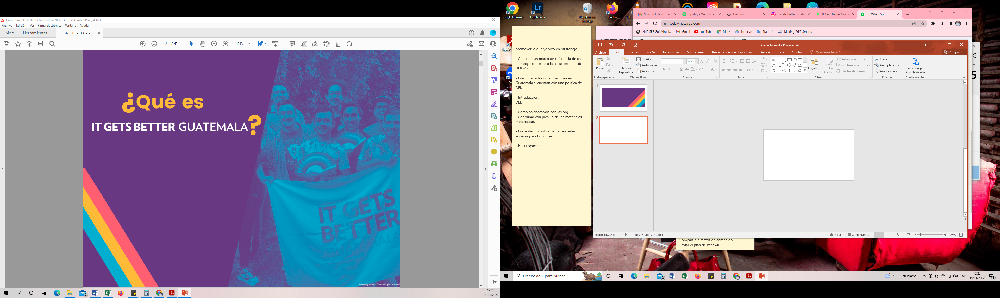 Estructura It Gets Better Guatemala 2022 - Adobe Acrobat Pro (64-bit)
Archivo Edición Ver Firma electrónica Ventana Ayuda
Inicio Herramientas Estructura It Gets B...
2 / 45 104%
¿Qué es
IT GETS BETTER GUATEMALA?
IT GETS
BETTER
GUATEMALA
© Copyright It Gets Better. All rights reserved.
12:20
15/11/2022
Google Chrome
Lightroom
Papelera de
reciclaje
Firefox
VLC
Adobe
Zoo
promover lo que yo vivo en mi trabajo.
- Construir un marco de referencia de todo
el trabajo con base a las descripciones de
UNISYS.
- Preguntar a las organizaciones en
Guatemala si cuentan con una política de
DEI.
- Intruducción,
DEI.
- Como colaboramos con las org
- Coordinar con pichi lo de los materiales
para pautar.
- Presentación, sobre pautar en redes
sociales para honduras.
- Hacer spaces.
Solicitud de cotizac Spotify - Web P Historial It Gets Better Guate It Gets Better Guate (6) WhatsApp
web.whatsapp.com
NdP SEE GuiaViruel... Gmail YouTube Maps Noticias Traducir Making PrEP Smart:...
- Guía para un plan
Presentación1 - PowerPoint
Archivo Inicio Insertar Diseño Transiciones Animaciones Presentación con diapositivas Revisar Vista Acrobat ¿Qué desea hacer? Compartir
Pegar
Nueva
diapositiva
Diseño
Restablecer
Sección
24+
N K S S abc AV Aa A
Organizar
Estilos
rápidos
Relleno de forma
Contorno de forma
Efectos de forma
Buscar
Reemplazar
Seleccionar
Crear y compartir
PDF de Adobe
Portapapeles Diapositivas Fuente Párrafo Dibujo Edición Adobe Acrobat
1
2
5
Diapositiva 2 de 2 Inglés (Estados Unidos) Notas Comentarios 28%
Compartir la matriz de contenido.
Enviar el plan de kabawil.
Escribe aquí para buscar
30°C Nublado ESP
12:20
15/11/2022